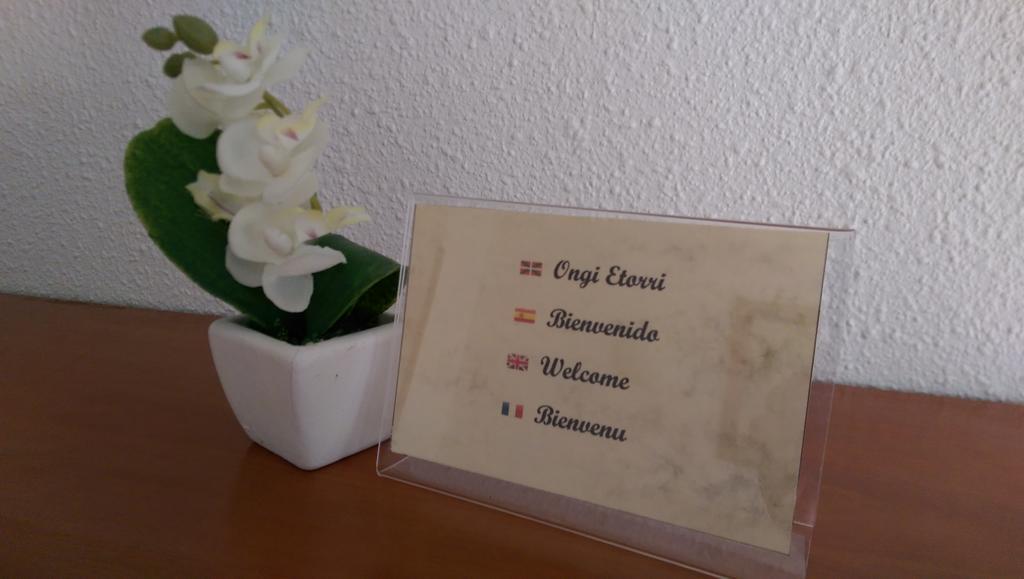 Ongi Etorri
Bienvenido
Welcome
Bienvenu